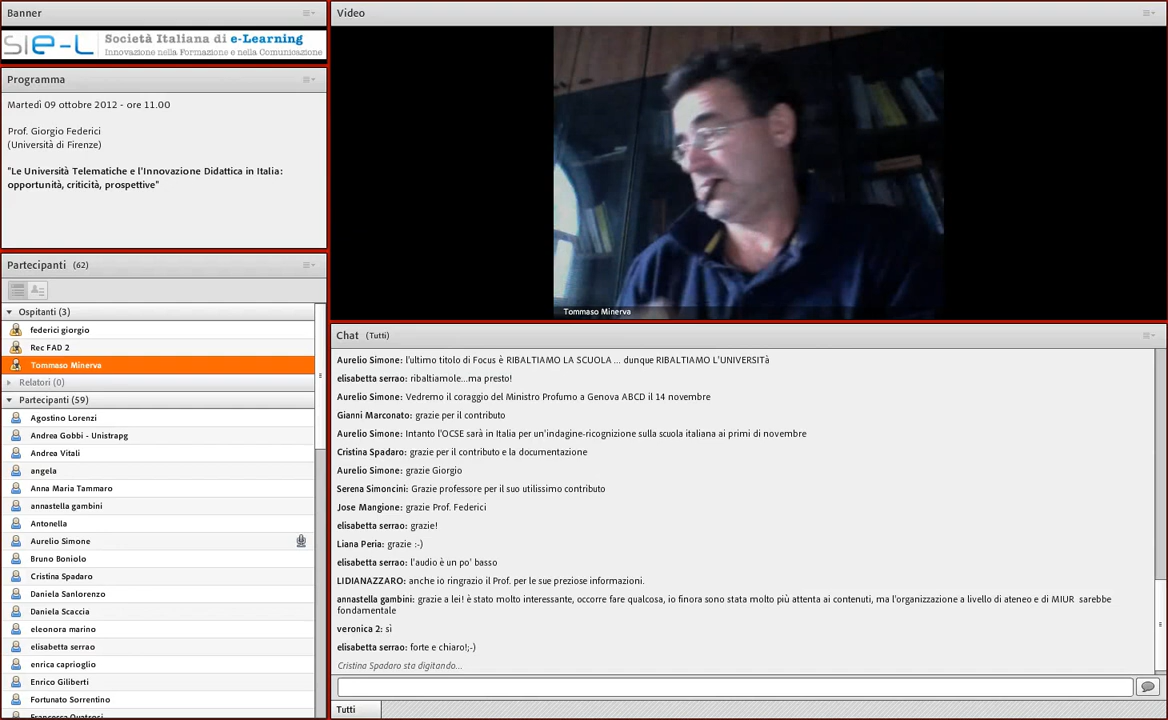 Banner
SIe-L Società Italiana di e-Learning
Innovazione nella Formazione e nella Comunicazione
Programma
Martedì 09 ottobre 2012 - ore 11.00
Prof. Giorgio Federici
(Università di Firenze)
"Le Università Telematiche e l'Innovazione Didattica in Italia:
opportunità, criticità, prospettive"
Partecipanti (62)
Ospitanti (3)
federici giorgio
Rec FAD 2
Tommaso Minerva
Relatori (0)
Partecipanti (59)
Agostino Lorenzi
Andrea Gobbi - Unistrapg
Andrea Vitali
angela
Anna Maria Tammaro
annastella gambini
Antonella
Aurelio Simone
Bruno Boniolo
Cristina Spadaro
Daniela Sanlorenzo
Daniela Scaccia
eleonora marino
elisabetta serrao
enrica caprioglio
Enrico Giliberti
Fortunato Sorrentino
Video
Tommaso Minerva
Chat (Tutti)
Aurelio Simone: l'ultimo titolo di Focus è RIBALTIAMO LA SCUOLA ... dunque RIBALTIAMO L'UNIVERSITà
elisabetta serrao: ribaltiamole...ma presto!
Aurelio Simone: Vedremo il coraggio del Ministro Profumo a Genova ABCD il 14 novembre
Gianni Marconato: grazie per il contributo
Aurelio Simone: Intanto l'OCSE sarà in Italia per un'indagine-ricognizione sulla scuola italiana ai primi di novembre
Cristina Spadaro: grazie per il contributo e la documentazione
Aurelio Simone: grazie Giorgio
Serena Simoncini: Grazie professore per il suo utilissimo contributo
Jose Mangione: grazie Prof. Federici
elisabetta serrao: grazie!
Liana Peria: grazie :-)
elisabetta serrao: l'audio è un po' basso
LIDIANAZZARO: anche io ringrazio il Prof. per le sue preziose informazioni.
annastella gambini: grazie a lei! è stato molto interessante, occorre fare qualcosa, io finora sono stata molto più attenta ai contenuti, ma l'organizzazione a livello di ateneo e di MIUR sarebbe
fondamentale
veronica 2: sì
elisabetta serrao: forte e chiaro!;-)
Cristina Spadaro sta digitando...
Tutti